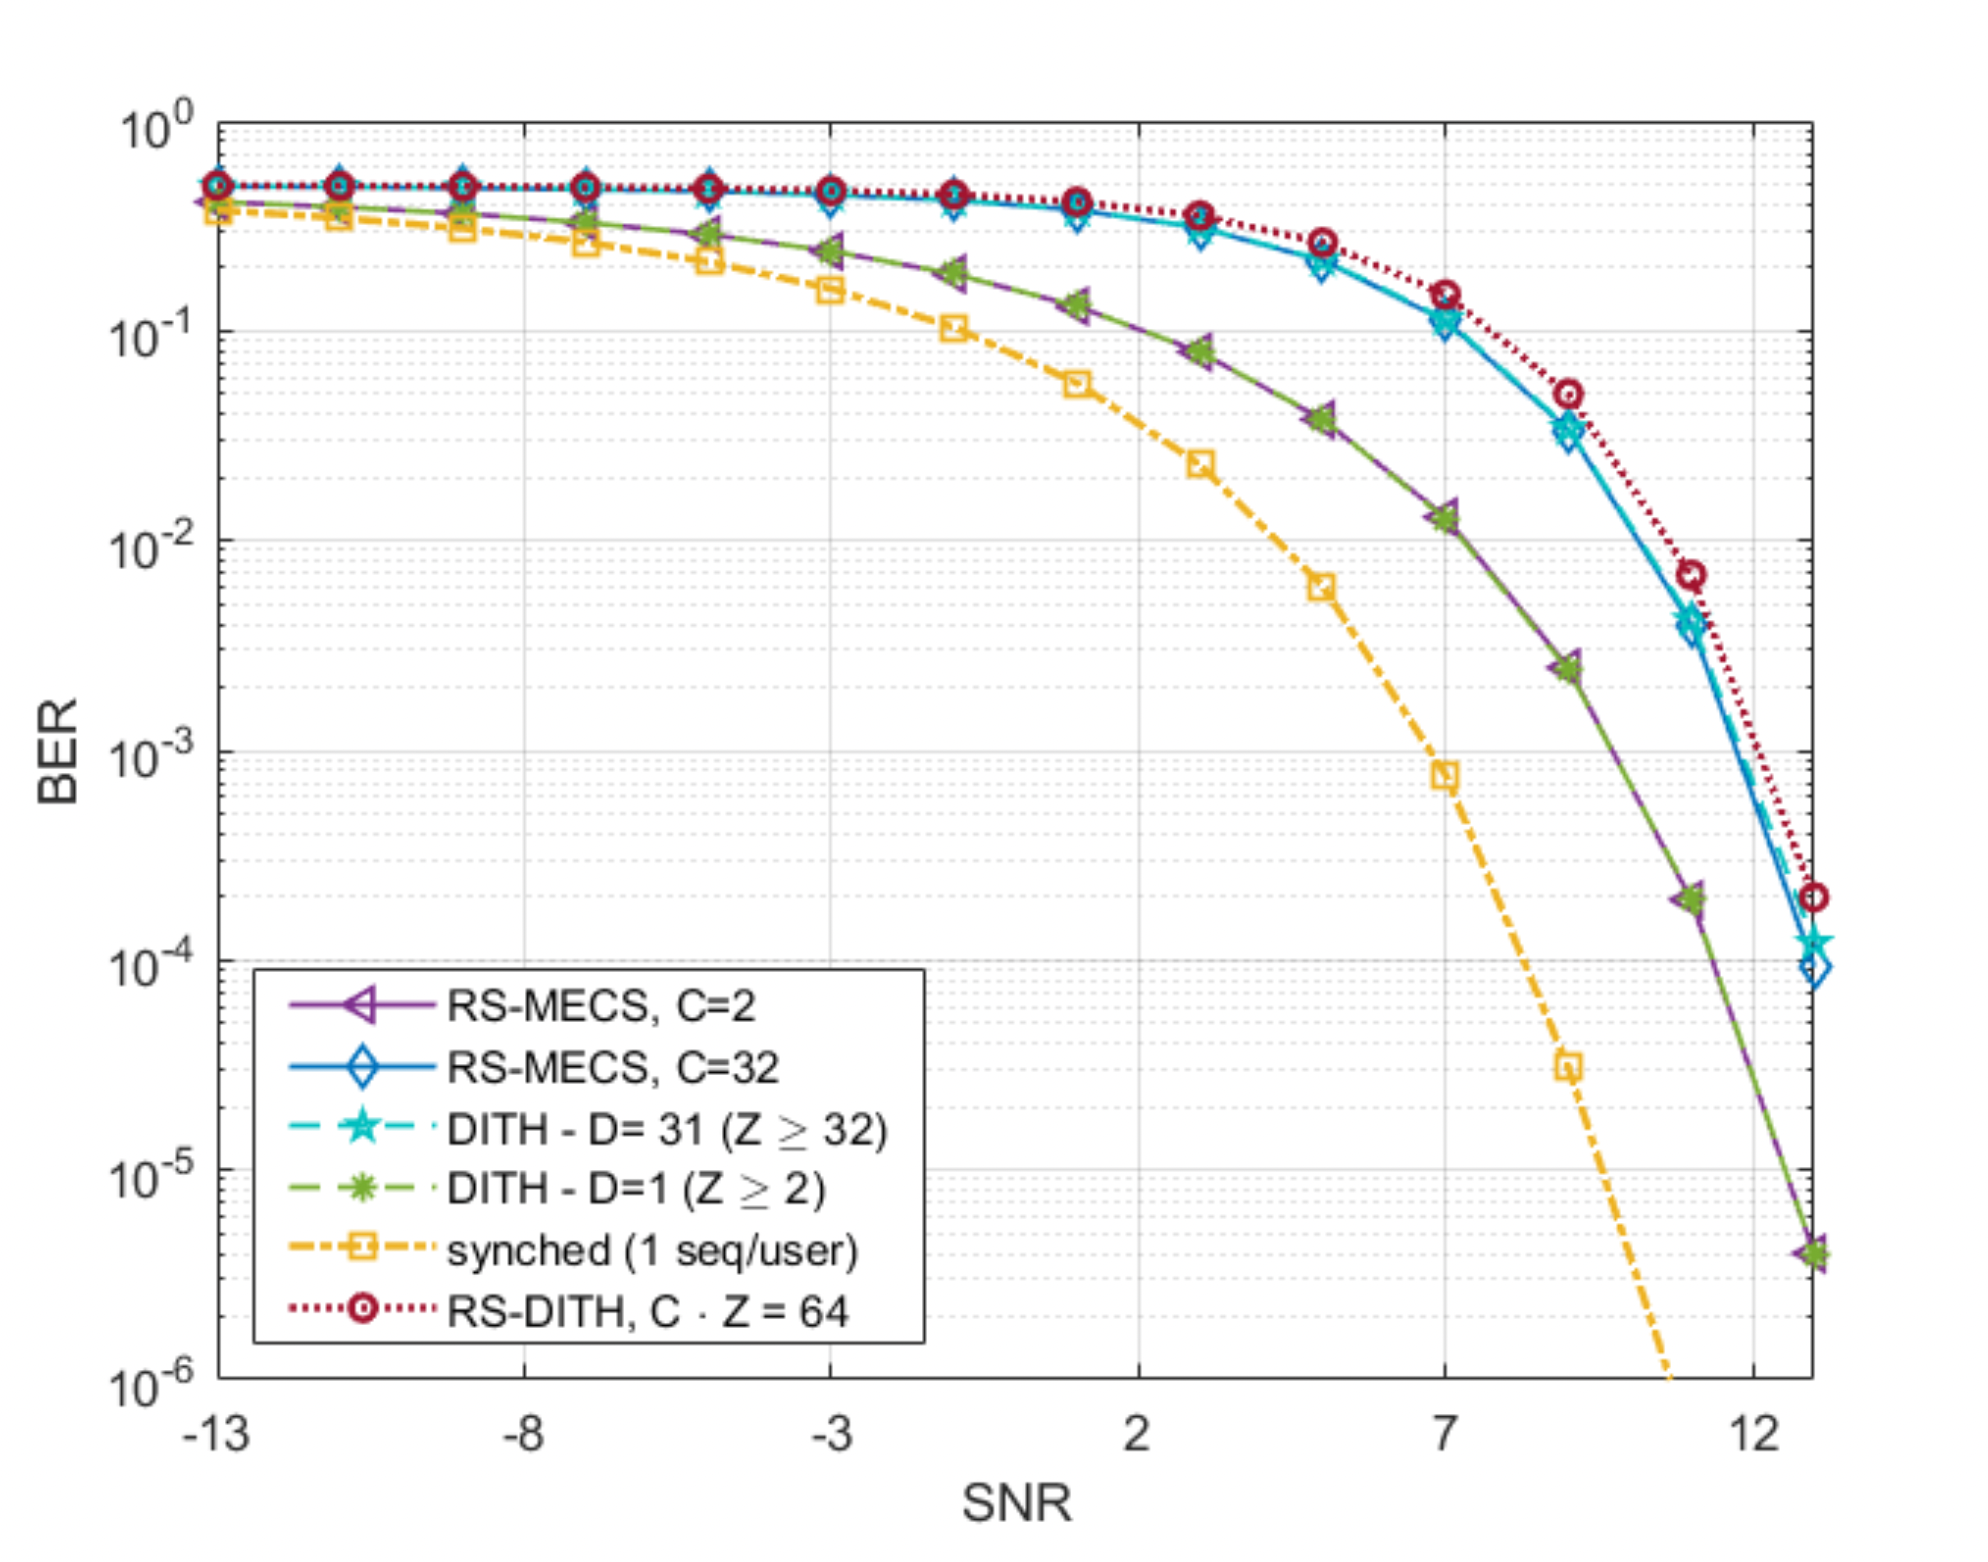 10^0
10^-1
10^-2
10^-3
10^-4
10^-5
10^-6
BER
RS-MECS, C=2
RS-MECS, C=32
DITH - D= 31 (Z ≥ 32)
DITH - D=1 (Z ≥ 2)
synched (1 seq/user)
RS-DITH, C · Z = 64
-13 -8 -3 2 7 12
SNR